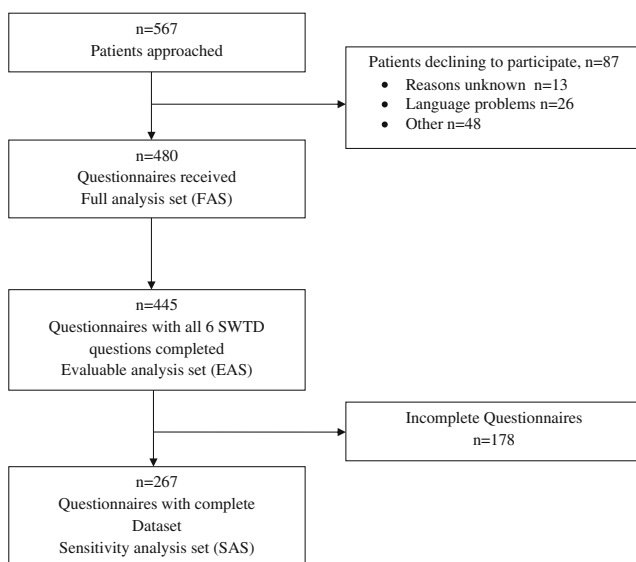 n=567
Patients approached
Patients declining to participate, n=87
• Reasons unknown n=13
• Language problems n=26
• Other n=48
n=480
Questionnaires received
Full analysis set (FAS)
n=445
Questionnaires with all 6 SWTD
questions completed
Evaluable analysis set (EAS)
Incomplete Questionnaires
n=178
n=267
Questionnaires with complete
Dataset
Sensitivity analysis set (SAS)